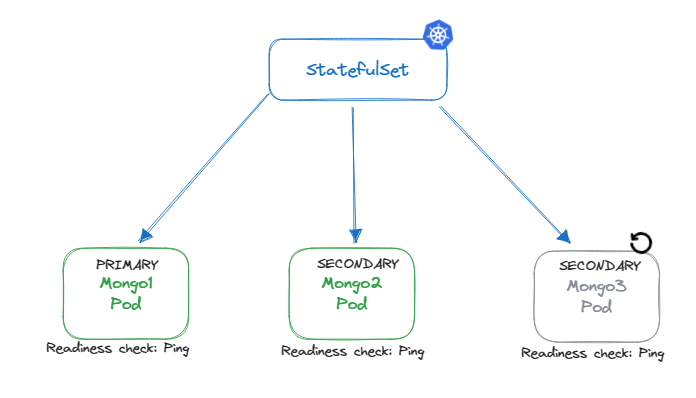 StatefulSet
PRIMARY
Mongo1
Pod
Readiness check: Ping
SECONDARY
Mongo2
Pod
Readiness check: Ping
SECONDARY
Mongo3
Pod
Readiness check: Ping